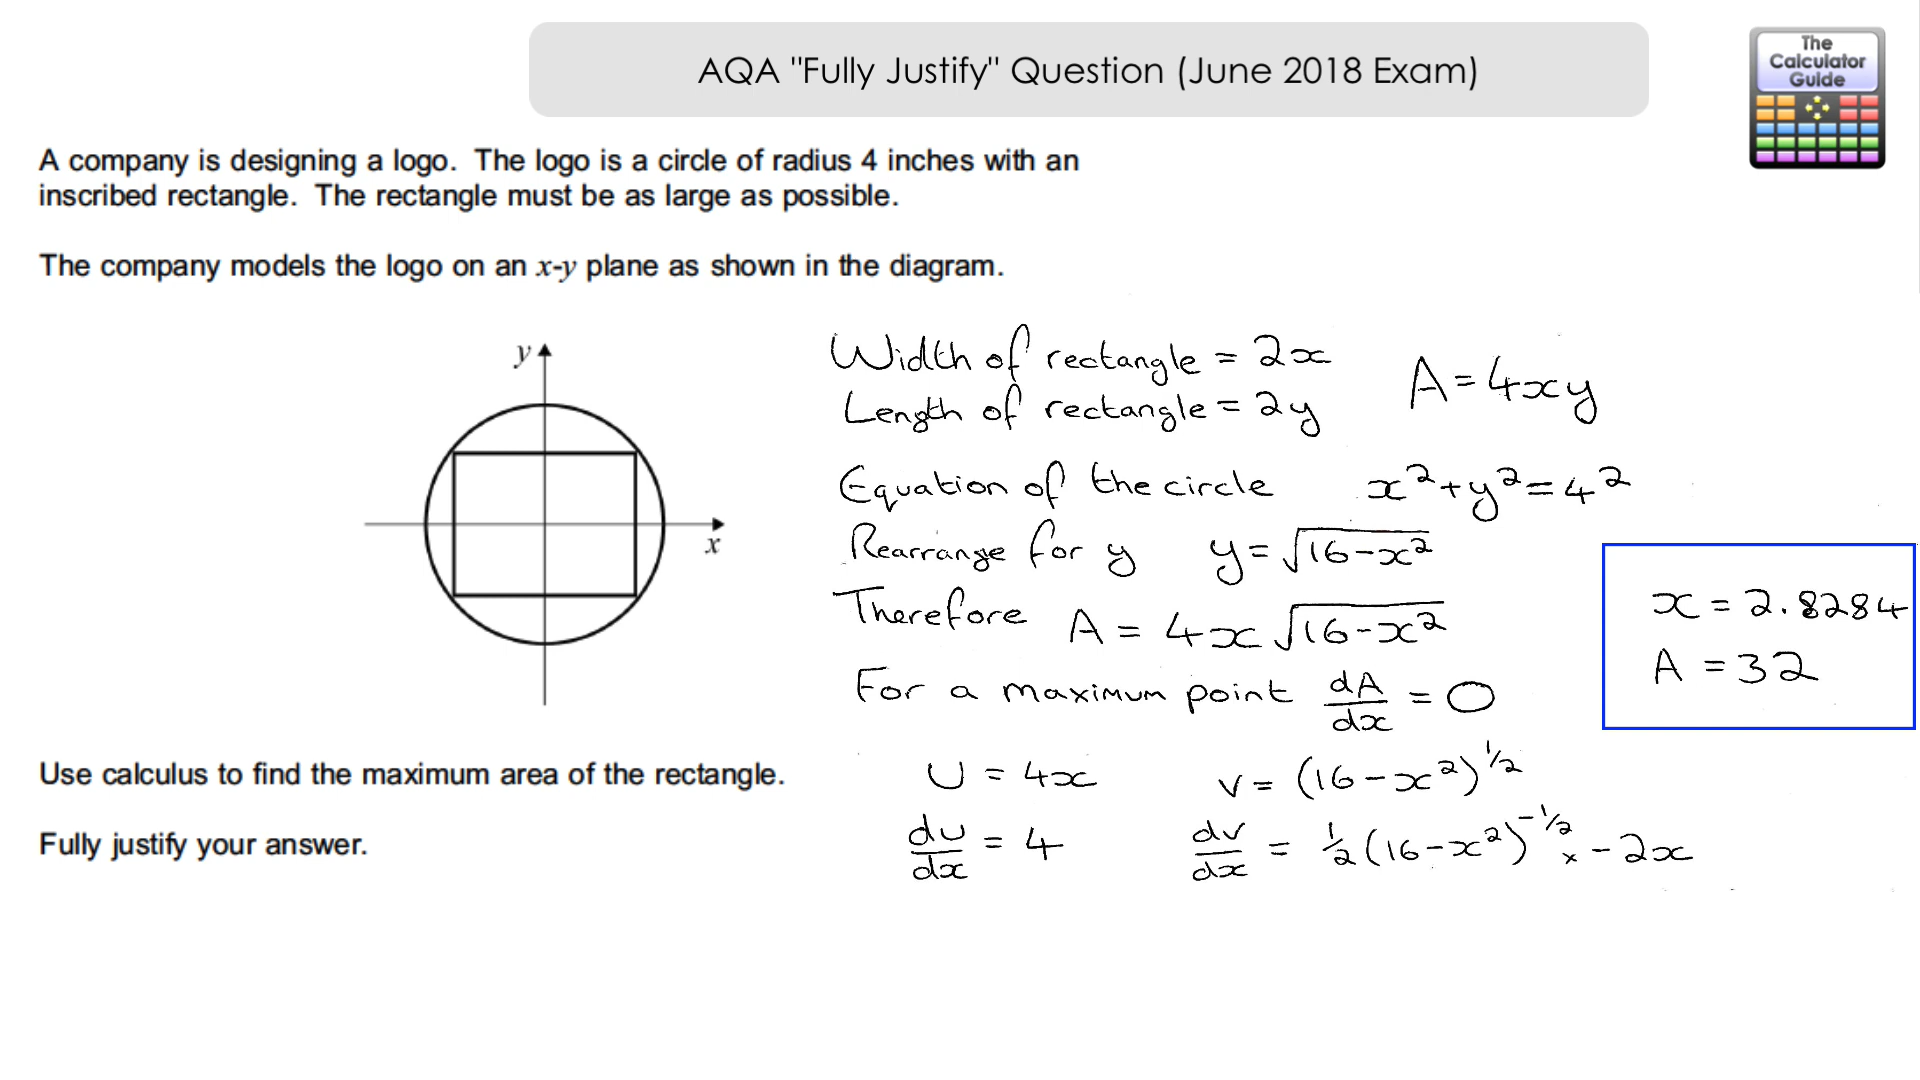 AQA "Fully Justify" Question (June 2018 Exam)
The
Calculator
Guide
A company is designing a logo. The logo is a circle of radius 4 inches with an
inscribed rectangle. The rectangle must be as large as possible.
The company models the logo on an x-y plane as shown in the diagram.
y
x
Width of rectangle = 2x
Length of rectangle = 2y
A = 4xy
Equation of the circle x² + y² = 4²
Rearrange for y y = √(16-x²)
Therefore A = 4x√(16-x²)
For a maximum point dA/dx = 0
x = 2.8284
A = 32
Use calculus to find the maximum area of the rectangle.
Fully justify your answer.
U = 4x v = (16-x²)^1/2
du/dx = 4 dv/dx = 1/2(16-x²)^-1/2 × -2x